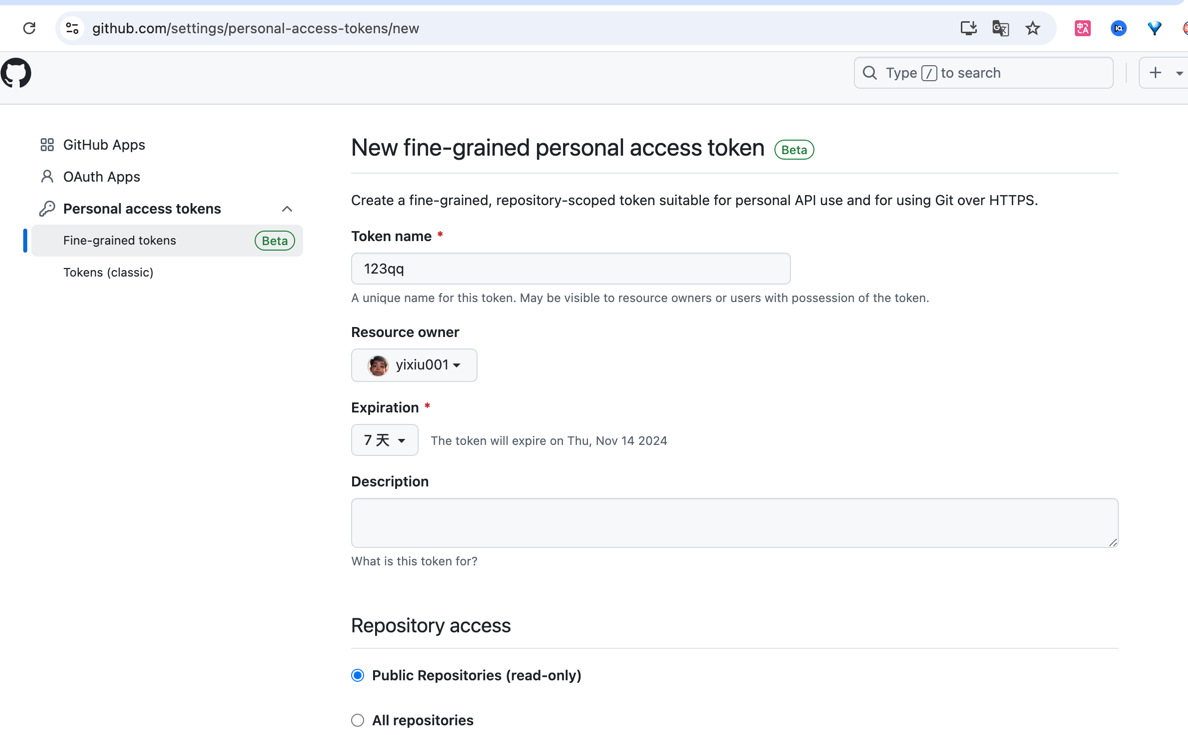 github.com/settings/personal-access-tokens/new
Type / to search
GitHub Apps
OAuth Apps
Personal access tokens
Fine-grained tokens Beta
Tokens (classic)
New fine-grained personal access token Beta
Create a fine-grained, repository-scoped token suitable for personal API use and for using Git over HTTPS.
Token name *
123qq
A unique name for this token. May be visible to resource owners or users with possession of the token.
Resource owner
yixiu001
Expiration *
7 天 The token will expire on Thu, Nov 14 2024
Description
What is this token for?
Repository access
Public Repositories (read-only)
All repositories